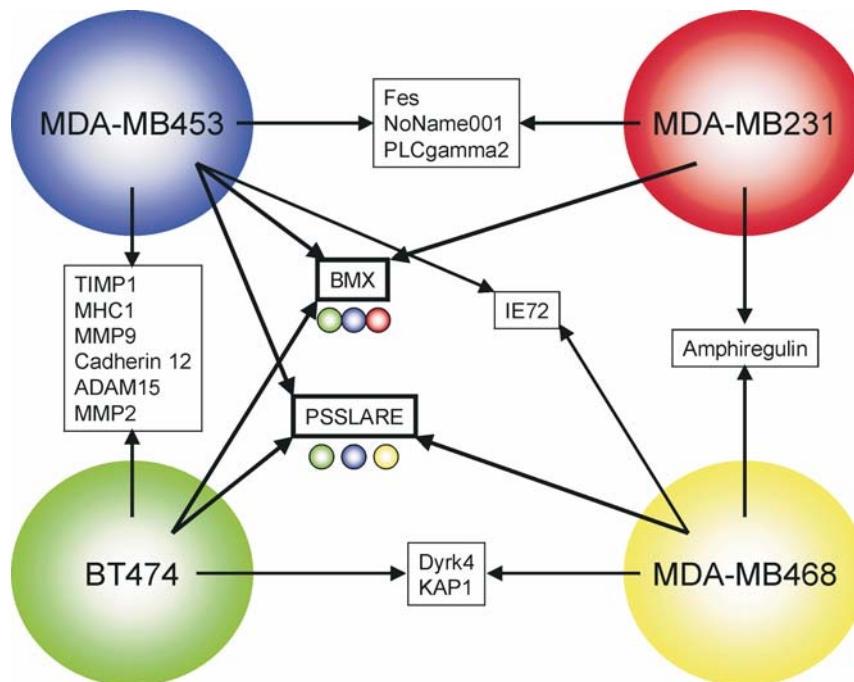 MDA-MB453
Fes
NoName001
PLCgamma2
MDA-MB231
TIMP1
MHC1
MMP9
Cadherin 12
ADAM15
MMP2
BMX
IE72
Amphiregulin
PSSLARE
BT474
Dyrk4
KAP1
MDA-MB468